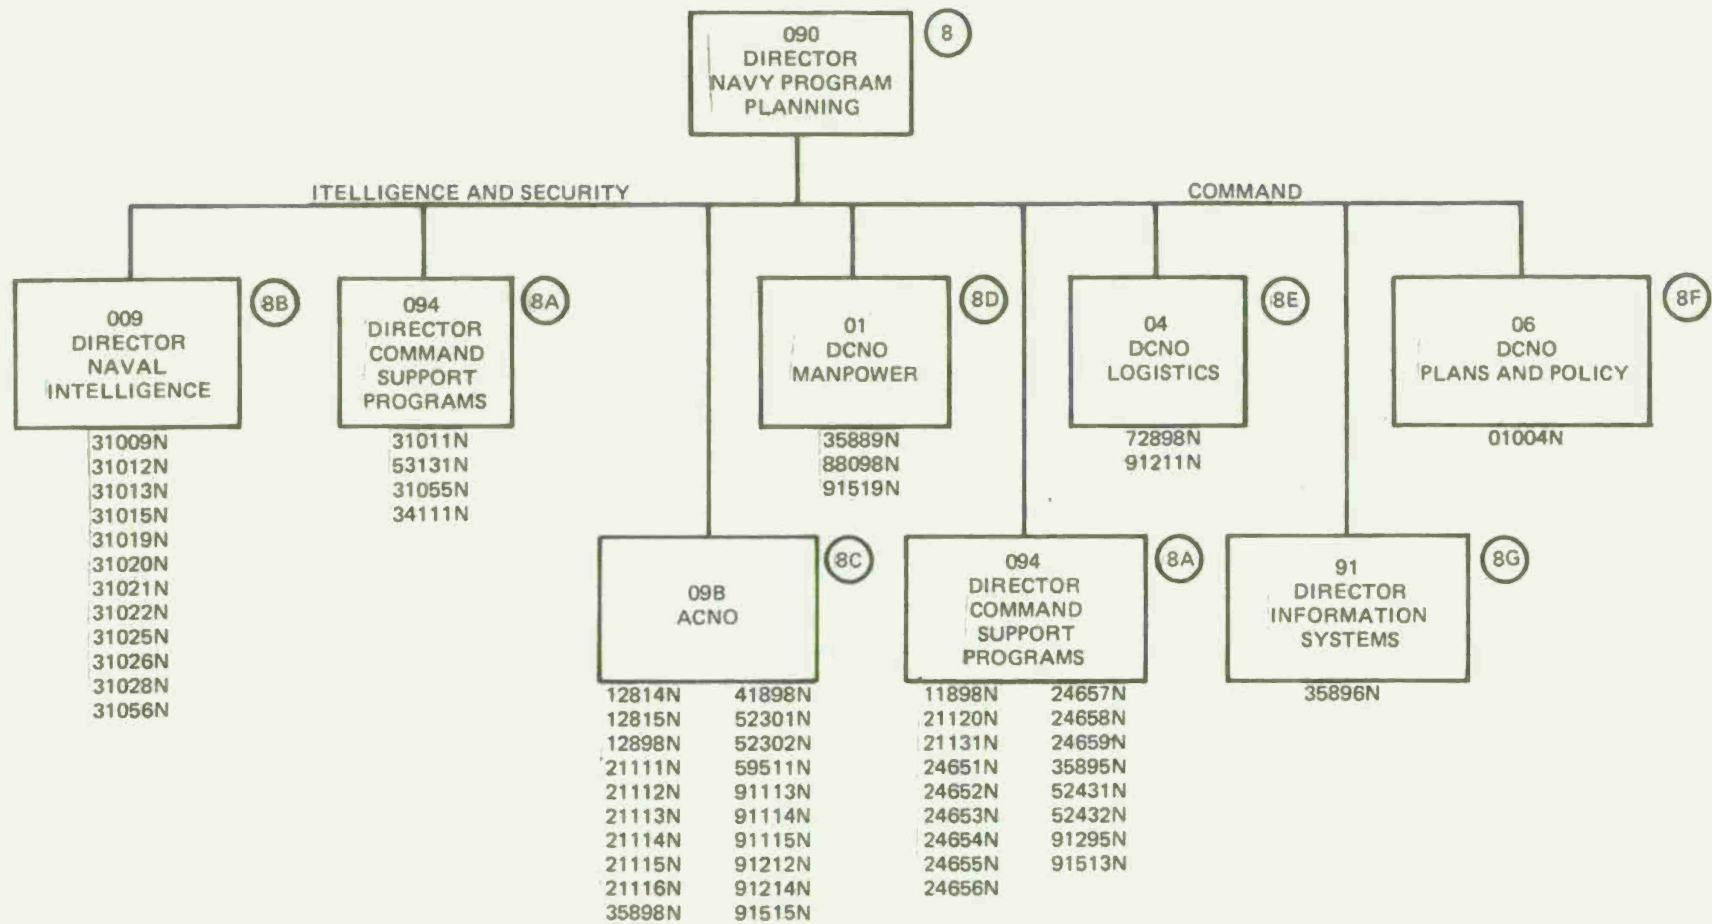 090
DIRECTOR
NAVY PROGRAM
PLANNING
8
ITELLIGENCE AND SECURITY
COMMAND
009
DIRECTOR
NAVAL
INTELLIGENCE
8B
31009N
31012N
31013N
31015N
31019N
31020N
31021N
31022N
31025N
31026N
31028N
31056N
094
DIRECTOR
COMMAND
SUPPORT
PROGRAMS
8A
31011N
53131N
31055N
34111N
01
DCNO
MANPOWER
8D
35889N
88098N
91519N
04
DCNO
LOGISTICS
8E
72898N
91211N
06
DCNO
PLANS AND POLICY
8F
01004N
09B
ACNO
8C
12814N 41898N
12815N 52301N
12898N 52302N
21111N 59511N
21112N 91113N
21113N 91114N
21114N 91115N
21115N 91212N
21116N 91214N
35898N 91515N
094
DIRECTOR
COMMAND
SUPPORT
PROGRAMS
8A
11898N 24657N
21120N 24658N
21131N 24659N
24651N 35895N
24652N 52431N
24653N 52432N
24654N 91295N
24655N 91513N
24656N
91
DIRECTOR
INFORMATION
SYSTEMS
8G
35896N